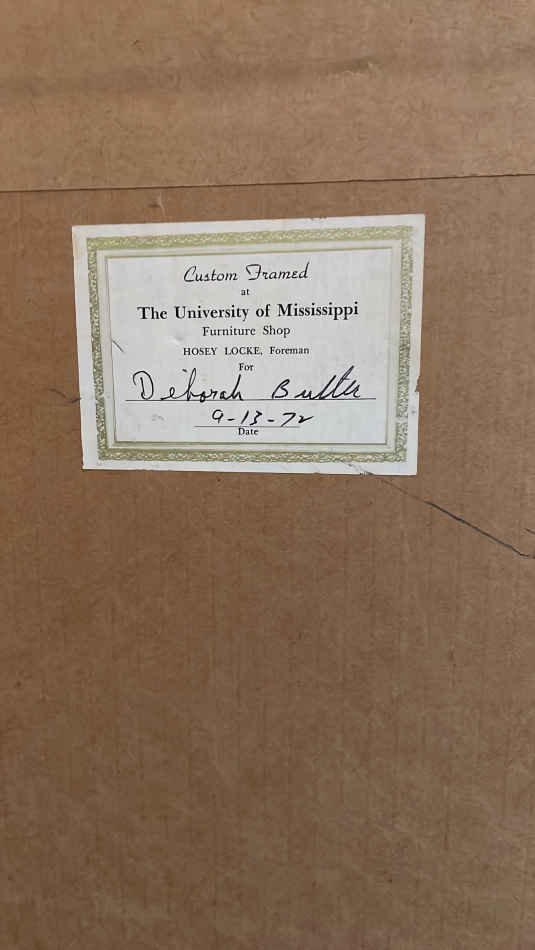 Custom Framed
at
The University of Mississippi
Furniture Shop
HOSEY LOCKE, Foreman
For
Deborah Butler
9-13-72
Date